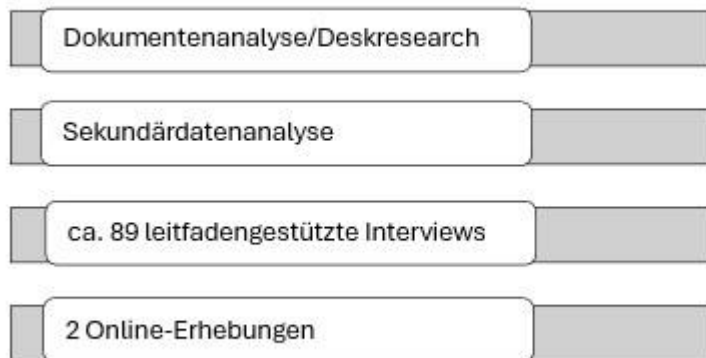 Dokumentenanalyse/Deskresearch
Sekundärdatenanalyse
ca. 89 leitfadengestützte Interviews
2 Online-Erhebungen